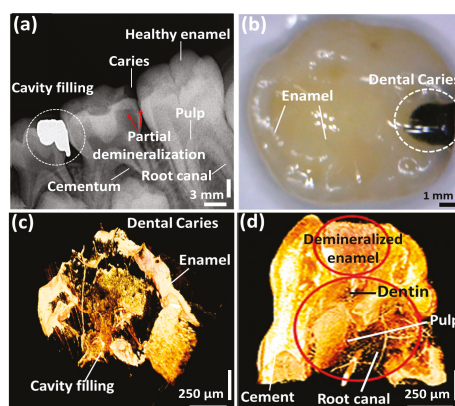 (a)
Healthy enamel
Caries
Cavity filling
Pulp
Partial
demineralization
Cementum
Root canal
3 mm
(b)
Dental Caries
Enamel
1 mm
(c)
Dental Caries
Enamel
Cavity filling
250 µm
(d)
Demineralized
enamel
Dentin
Pulp
Cement
Root canal
250 µm